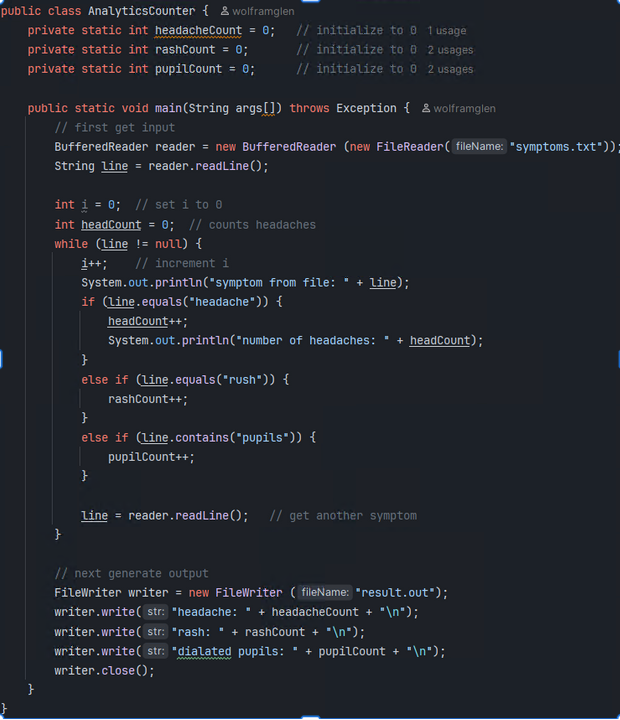 public class AnalyticsCounter { wolframglen
private static int headacheCount = 0; // initialize to 0 1 usage
private static int rashCount = 0; // initialize to 0 2 usages
private static int pupilCount = 0; // initialize to 0 2 usages
public static void main(String args[]) throws Exception { wolframglen
// first get input
BufferedReader reader = new BufferedReader (new FileReader( fileName: "symptoms.txt"));
String line = reader.readLine();
int i = 0; // set i to 0
int headCount = 0; // counts headaches
while (line != null) {
i++; // increment i
System.out.println("symptom from file: " + line);
if (line.equals("headache")) {
headCount++;
System.out.println("number of headaches: " + headCount);
}
else if (line.equals("rush")) {
rashCount++;
}
else if (line.contains("pupils")) {
pupilCount++;
}
line = reader.readLine(); // get another symptom
}
// next generate output
FileWriter writer = new FileWriter ( fileName: "result.out");
writer.write( str: "headache: " + headacheCount + "\n");
writer.write( str: "rash: " + rashCount + "\n");
writer.write( str: "dialated pupils: " + pupilCount + "\n");
writer.close();
}
}